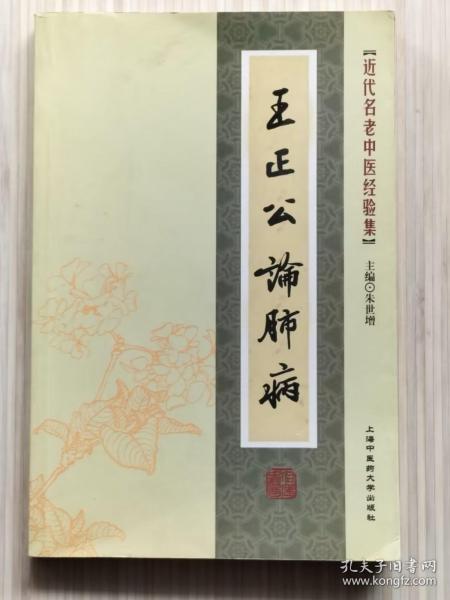 【近代名老中医经验集】
主编⊙朱世增
王正公論肺病
上海中医药大学出版社
孔夫子旧书网
www.kongfz.com